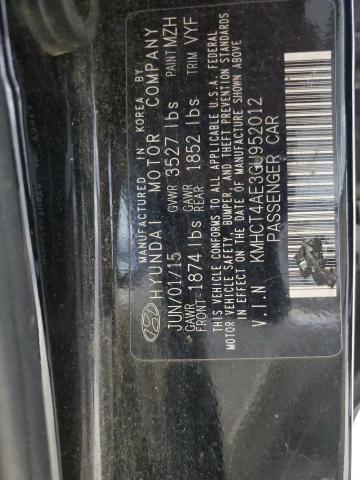 MANUFACTURED IN KOREA BY
HYUNDAI MOTOR COMPANY
JUN/01/15 GVWR 3527 lbs PAINT MZH
GAWR FRONT 1874 lbs GAWR REAR 1852 lbs TRIM VYF
THIS VEHICLE CONFORMS TO ALL APPLICABLE U.S.A. FEDERAL
MOTOR VEHICLE SAFETY, BUMPER, AND THEFT PREVENTION STANDARDS
IN EFFECT ON THE DATE OF MANUFACTURE SHOWN ABOVE
V.I.N KMHCT4AE3GU952012
PASSENGER CAR